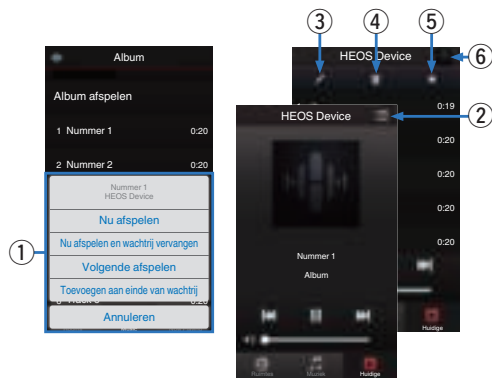 3
4
5
6
2
1
Album
Album afspelen
1 Nummer 1 0:20
2 Nummer 2 0:20
Nummer 1
HEOS Device
Nu afspelen
Nu afspelen en wachtrij vervangen
Volgende afspelen
Toevoegen aan einde van wachtrij
0:20
Annuleren
HEOS Device
0:19
0:20
0:20
0:20
0:20
HEOS Device
Nummer 1
Album
Ruimtes
Muziek
Huidige
Huidige